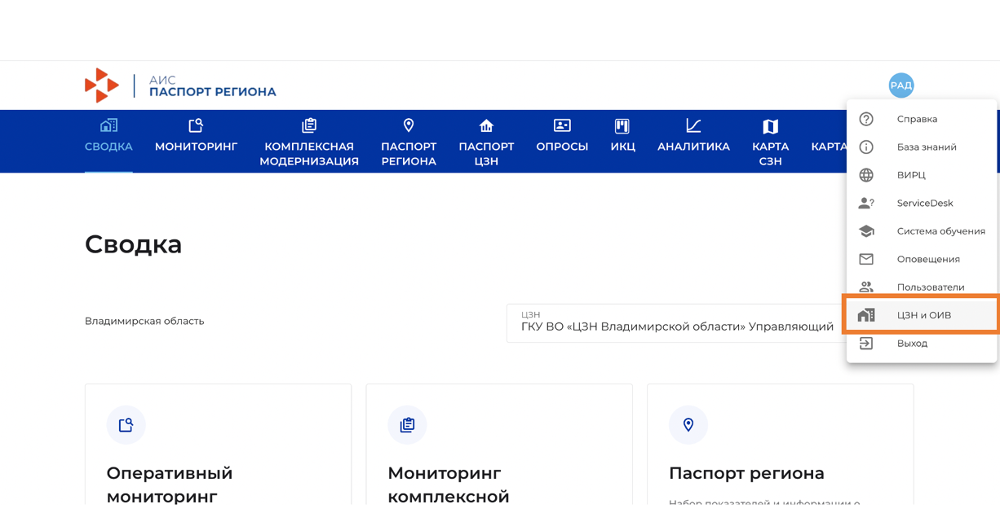 АИС
ПАСПОРТ РЕГИОНА
РАД
СВОДКА
МОНИТОРИНГ
КОМПЛЕКСНАЯ
МОДЕРНИЗАЦИЯ
ПАСПОРТ
РЕГИОНА
ПАСПОРТ
ЦЗН
ОПРОСЫ
ИКЦ
АНАЛИТИКА
КАРТА
СЗН
КАРТА
Справка
База знаний
ВИРЦ
ServiceDesk
Система обучения
Оповещения
Пользователи
ЦЗН и ОИВ
Выход
Сводка
Владимирская область
ЦЗН
ГКУ ВО «ЦЗН Владимирской области» Управляющий
Оперативный
мониторинг
Мониторинг
комплексной
Паспорт региона
Набор показателей и информации о